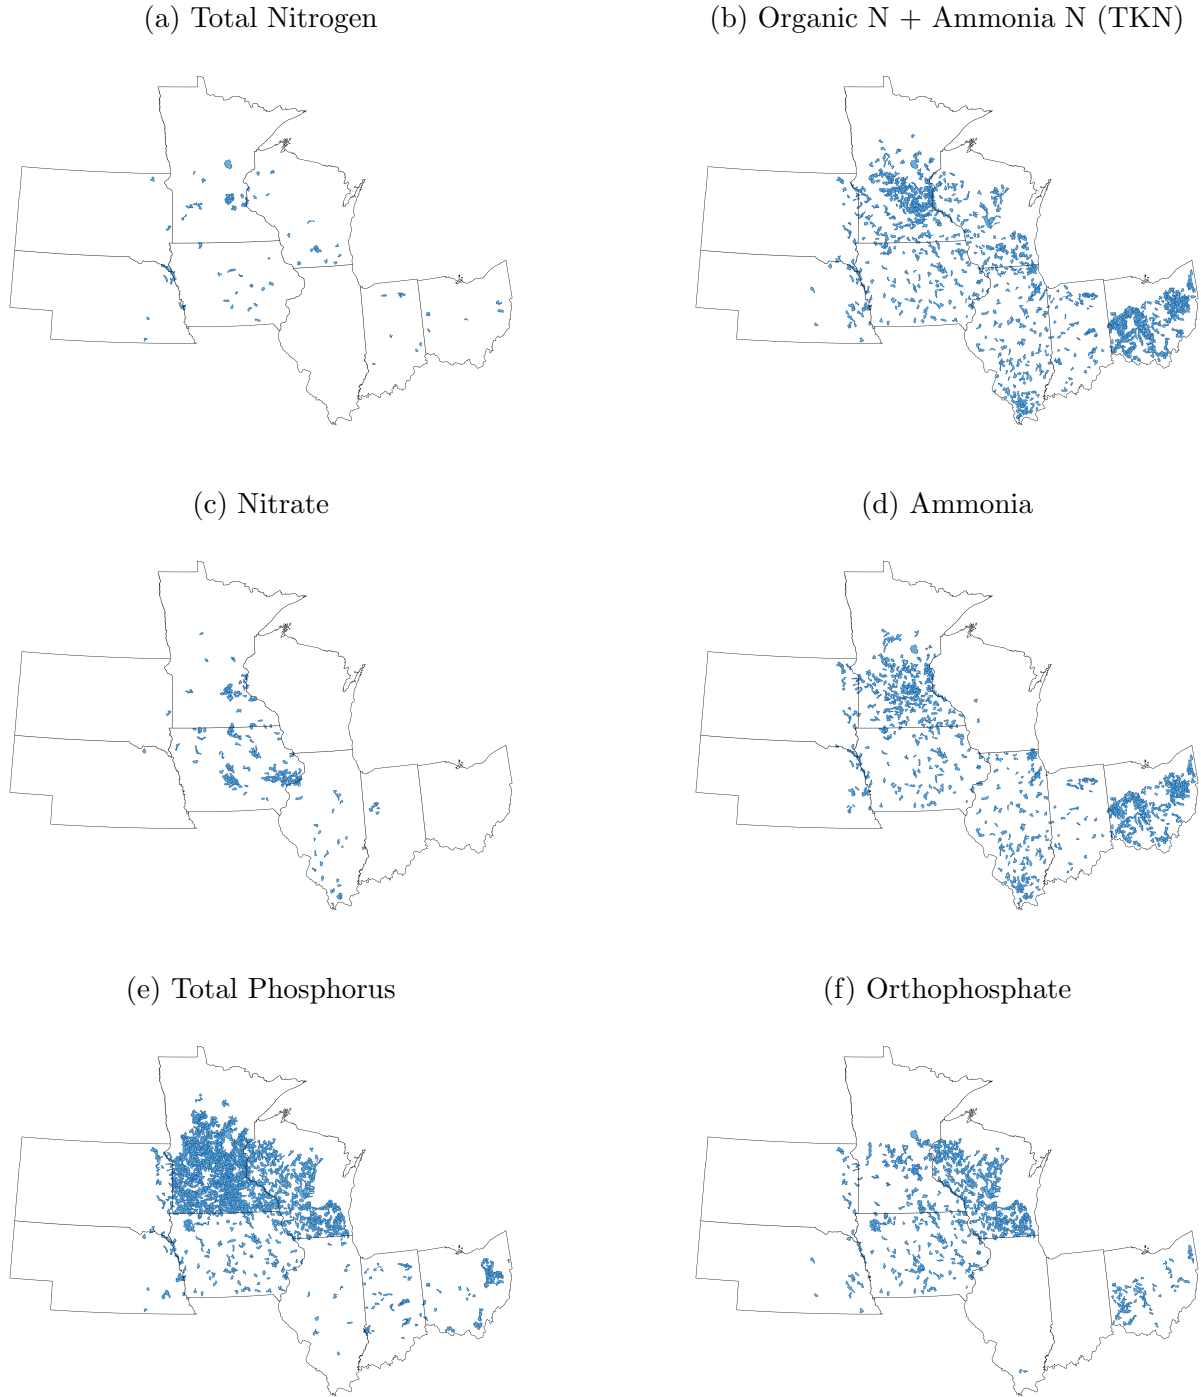 (a) Total Nitrogen
(b) Organic N + Ammonia N (TKN)
(c) Nitrate
(d) Ammonia
(e) Total Phosphorus
(f) Orthophosphate